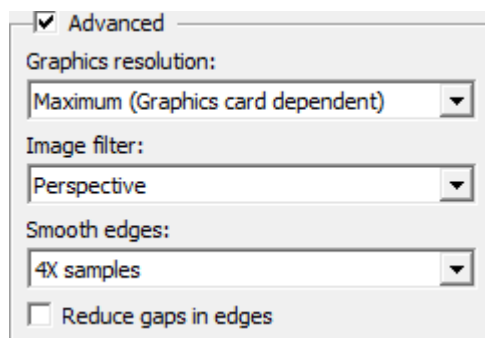 Advanced
Graphics resolution:
Maximum (Graphics card dependent)
Image filter:
Perspective
Smooth edges:
4X samples
Reduce gaps in edges